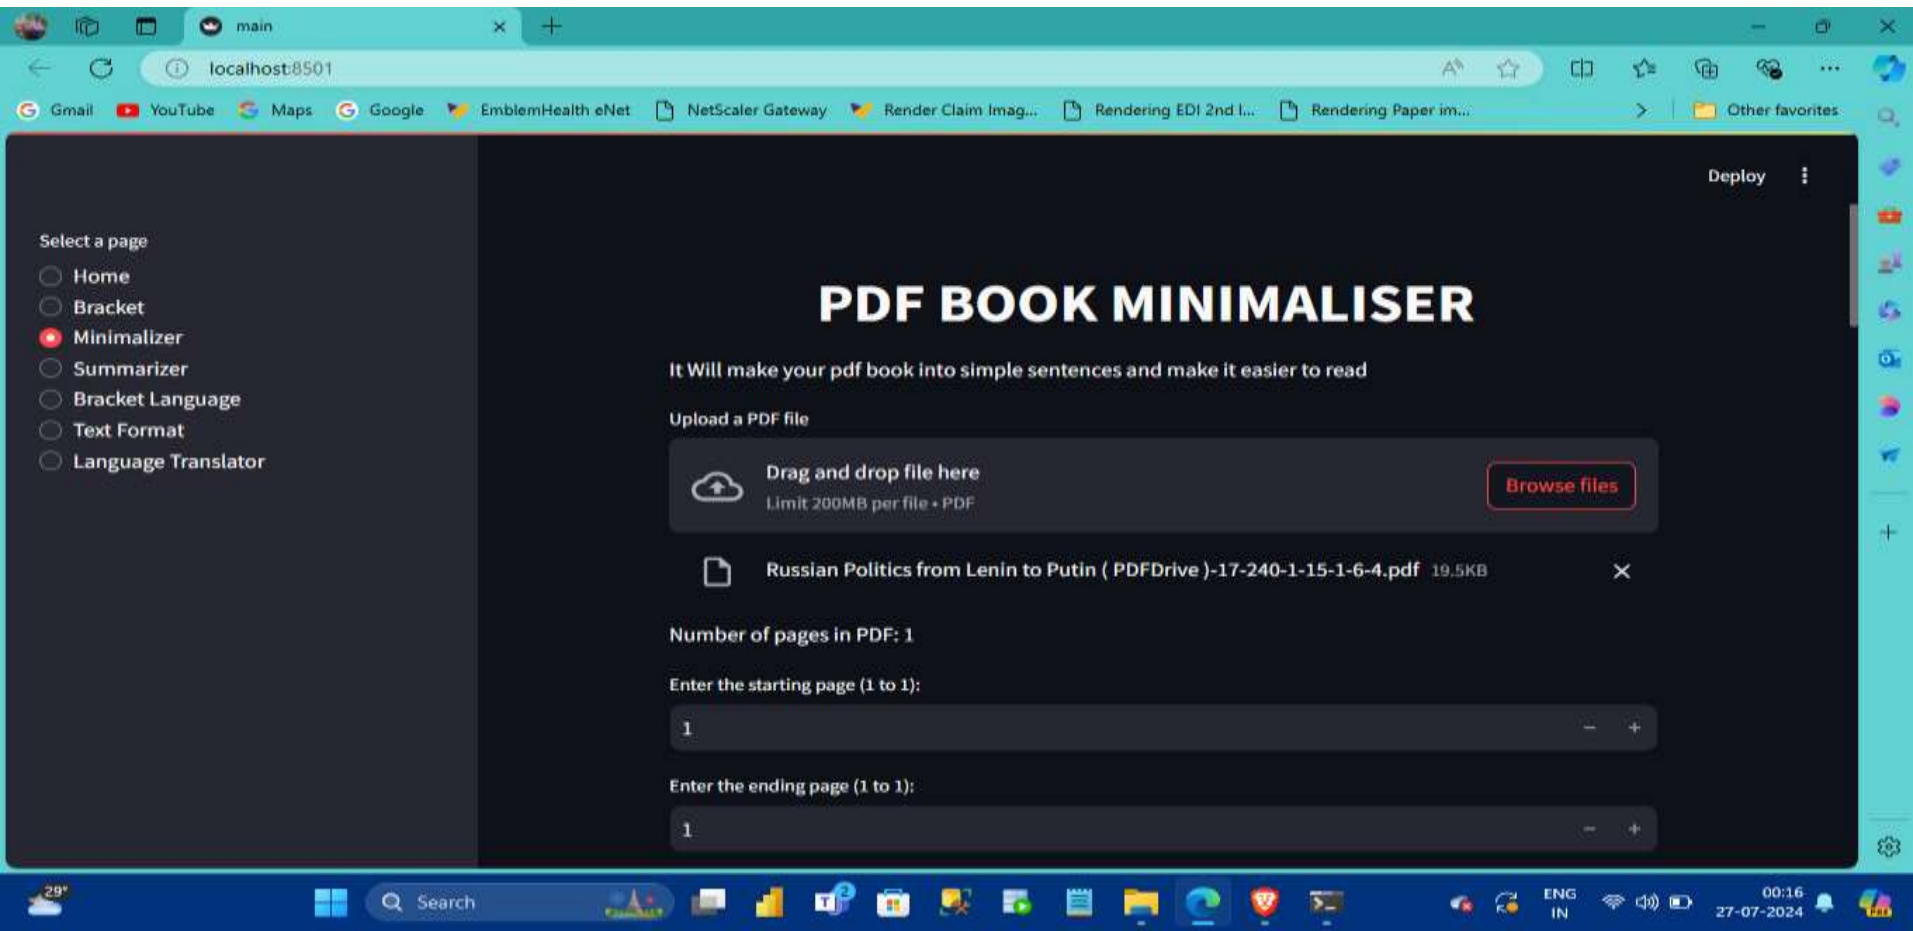 main
localhost:8501
Gmail YouTube Maps Google EmblemHealth eNet NetScaler Gateway Render Claim Imag... Rendering EDI 2nd I... Rendering Paper im... Other favorites
Deploy
Select a page
Home
Bracket
Minimalizer
Summarizer
Bracket Language
Text Format
Language Translator
PDF BOOK MINIMALISER
It Will make your pdf book into simple sentences and make it easier to read
Upload a PDF file
Drag and drop file here
Limit 200MB per file • PDF
Browse files
Russian Politics from Lenin to Putin ( PDFDrive )-17-240-1-15-1-6-4.pdf 19.5KB
Number of pages in PDF: 1
Enter the starting page (1 to 1):
1
Enter the ending page (1 to 1):
1
29°
Search
2
ENG
IN
00:16
27-07-2024